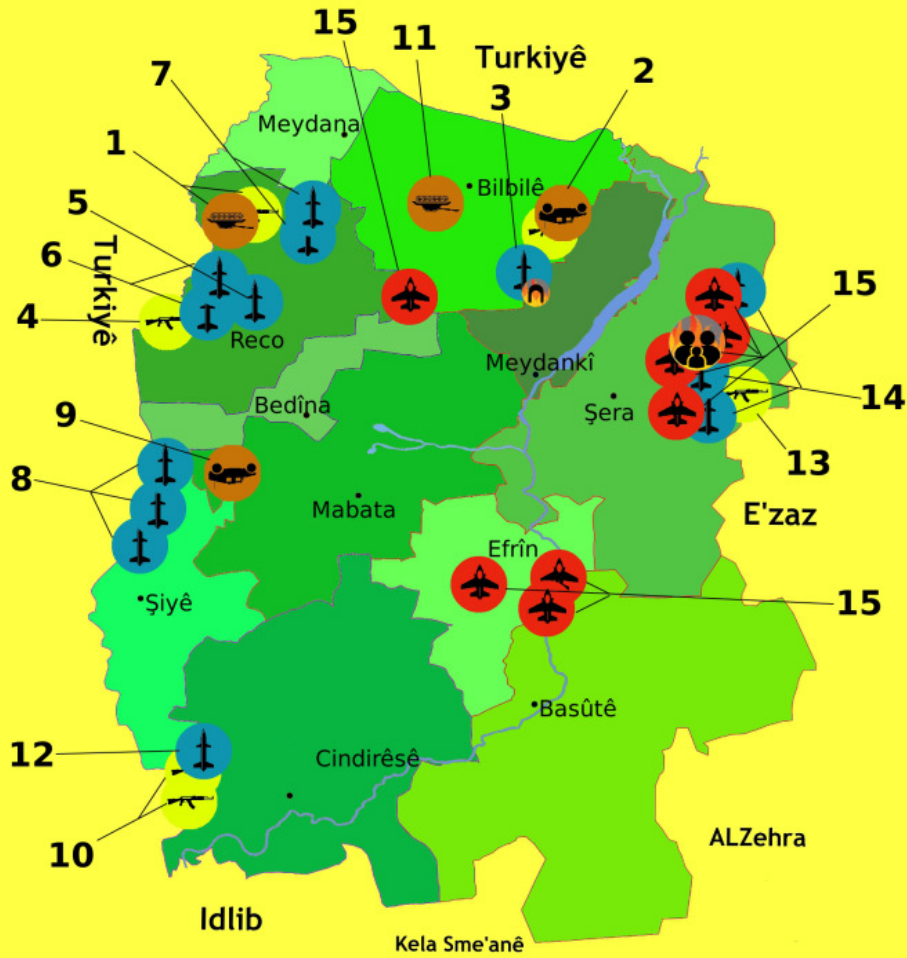 15
11
Turkiyê
7
3
2
Meydana
1
Bilbilê
5
6
Turkiyê
15
4
Reco
Meydankî
14
Bedîna
Şera
9
13
8
Mabata
E'zaz
Efrîn
Şiyê
15
Basûtê
12
Cindirêsê
10
ALZehra
Idlib
Kela Sme'anê